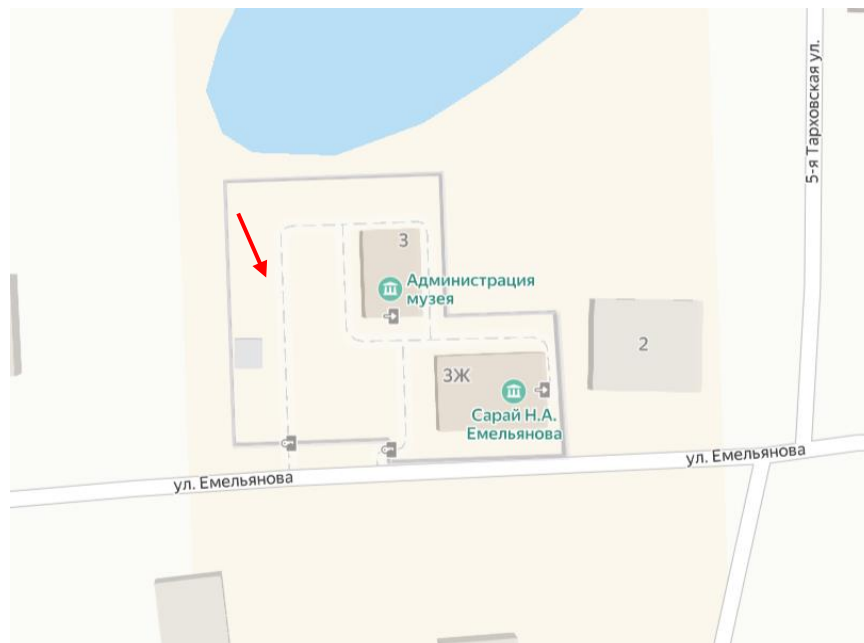 5-я Тарховская ул.
3
Администрация
музея
2
3Ж
Сарай Н.А.
Емельянова
ул. Емельянова
ул. Емельянова